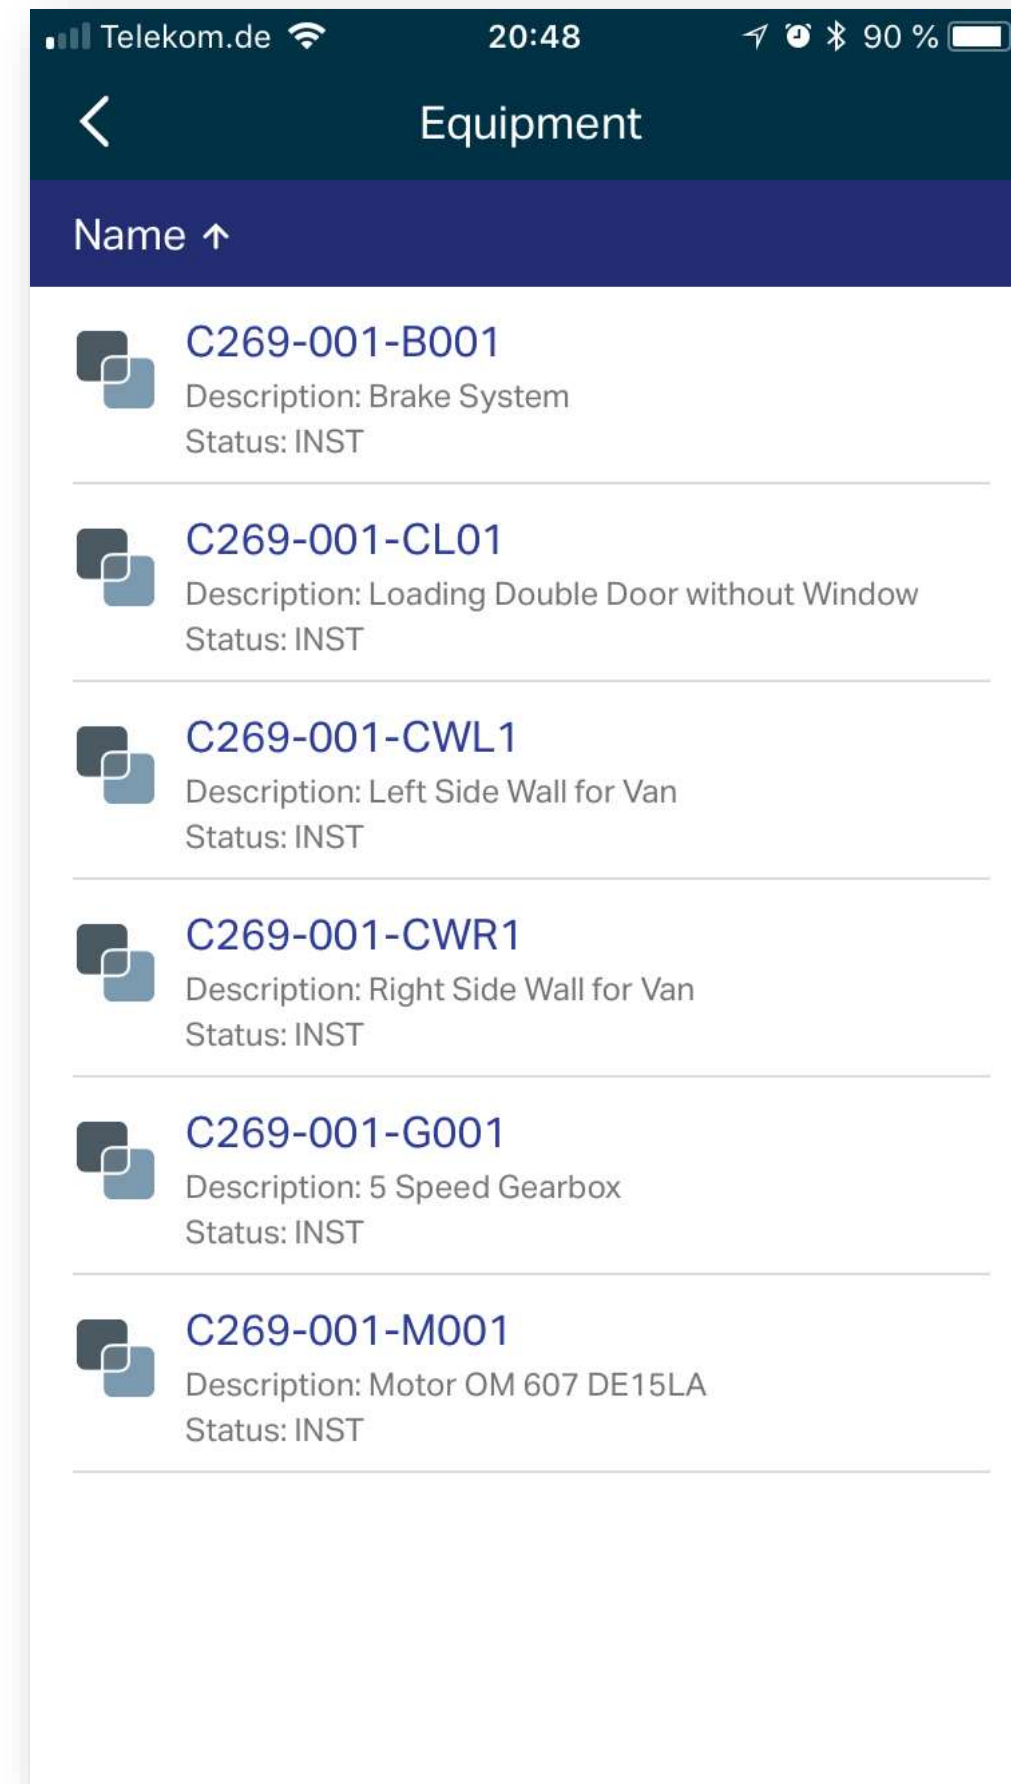 Telekom.de 20:48 90 %
Equipment
Name ↑
C269-001-B001
Description: Brake System
Status: INST
C269-001-CL01
Description: Loading Double Door without Window
Status: INST
C269-001-CWL1
Description: Left Side Wall for Van
Status: INST
C269-001-CWR1
Description: Right Side Wall for Van
Status: INST
C269-001-G001
Description: 5 Speed Gearbox
Status: INST
C269-001-M001
Description: Motor OM 607 DE15LA
Status: INST